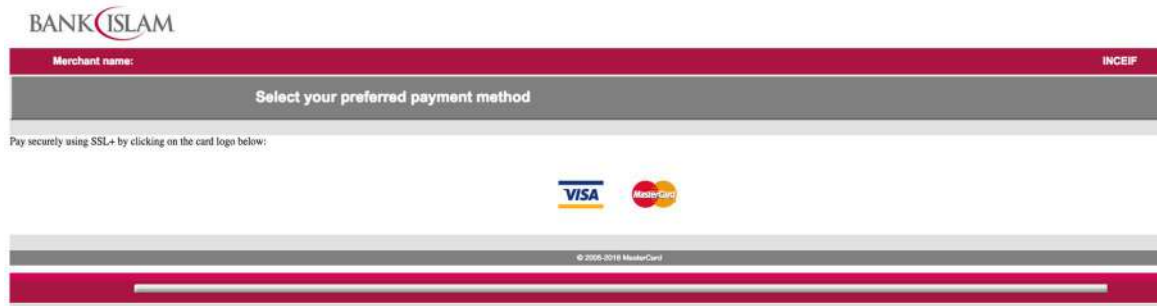 BANK ISLAM
Merchant name: INCEIF
Select your preferred payment method
Pay securely using SSL+ by clicking on the card logo below:
VISA MasterCard
© 2005-2016 MasterCard